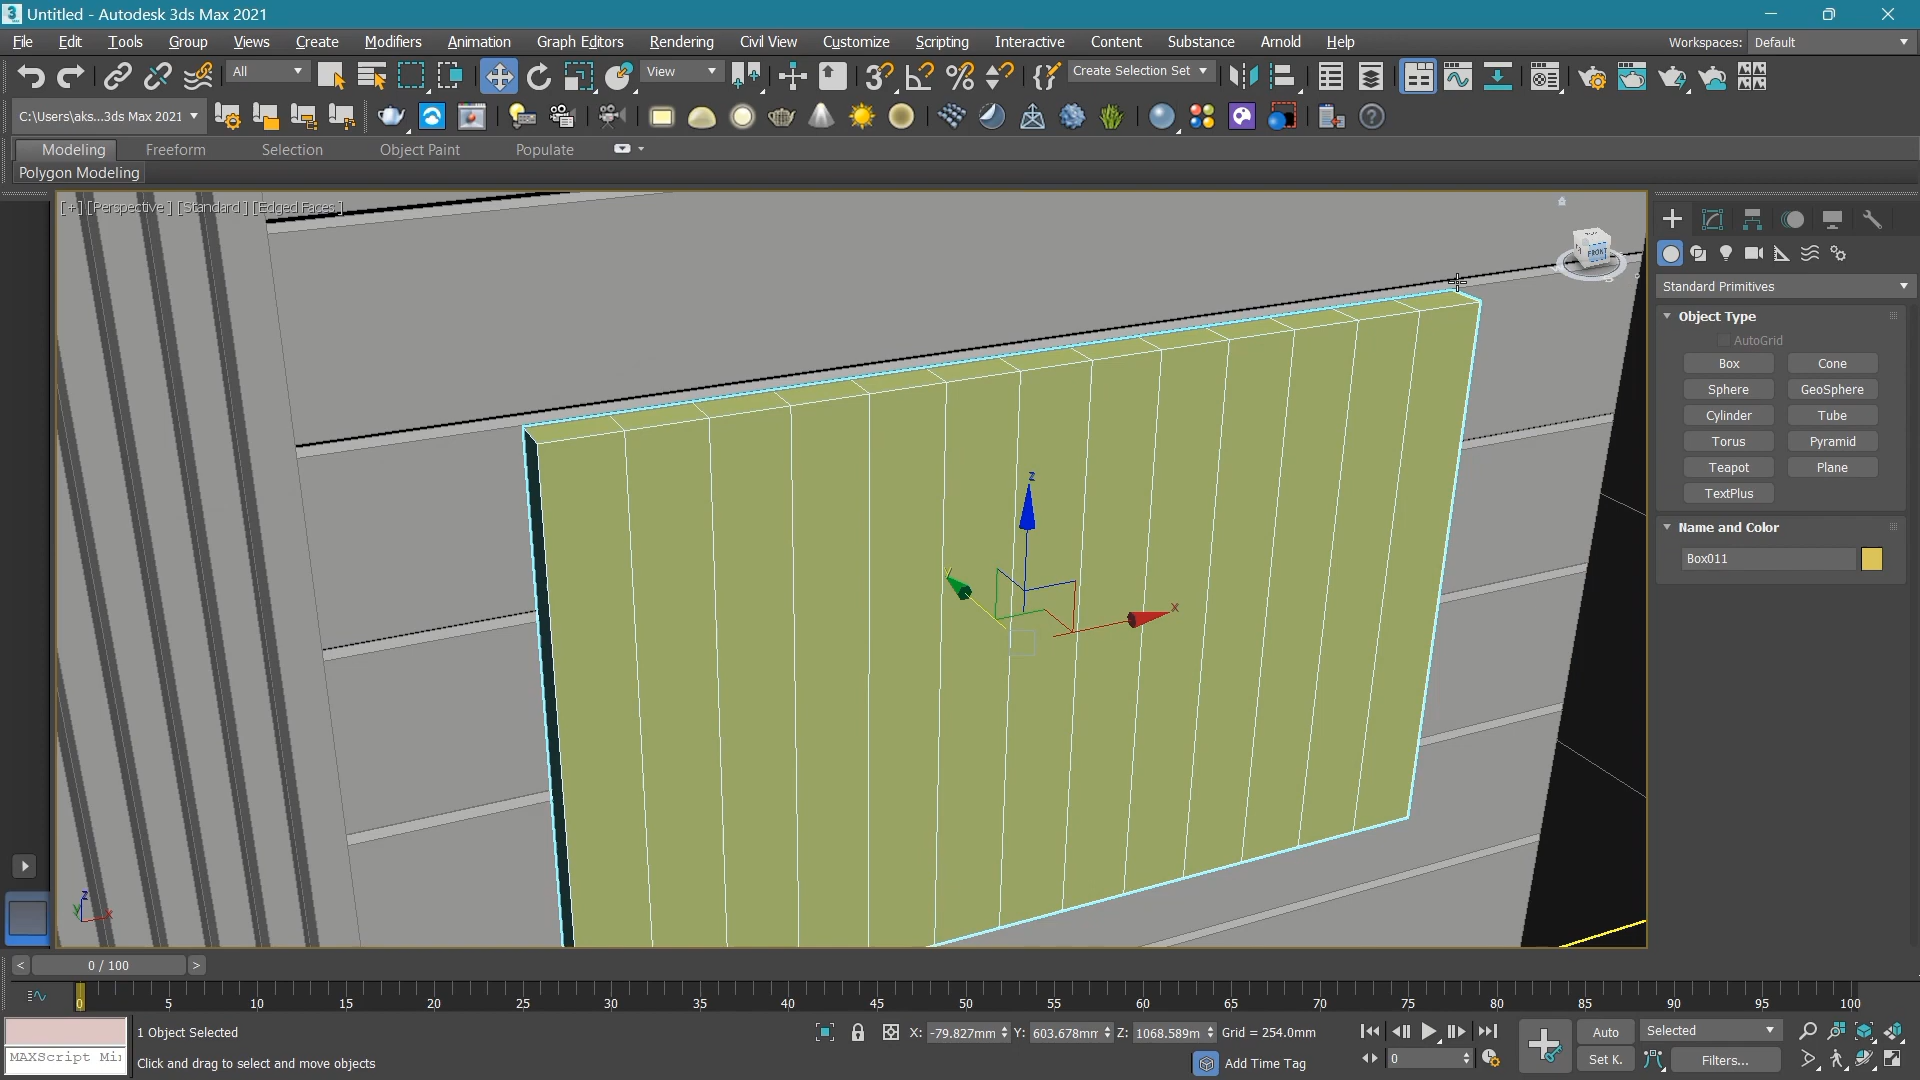 Untitled - Autodesk 3ds Max 2021
File Edit Tools Group Views Create Modifiers Animation Graph Editors Rendering Civil View Customize Scripting Interactive Content Substance Arnold Help
Workspaces: Default
All
View
Create Selection Set
C:\Users\aks...3ds Max 2021
Modeling Freeform Selection Object Paint Populate
Polygon Modeling
[+] [Perspective ] [Standard ] [Edged Faces ]
FRONT
Standard Primitives
Object Type
AutoGrid
Box Cone
Sphere GeoSphere
Cylinder Tube
Torus Pyramid
Teapot Plane
TextPlus
Name and Color
Box011
z
x
z
y x
< 0 / 100 >
0 5 10 15 20 25 30 35 40 45 50 55 60 65 70 75 80 85 90 95 100
1 Object Selected
X: -79.827mm Y: 603.678mm Z: 1068.589m Grid = 254.0mm
Auto Selected
MAXScript Mi
Click and drag to select and move objects
Add Time Tag
0
Set K. Filters...